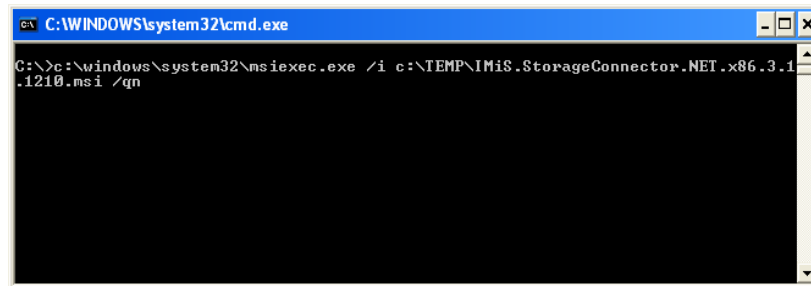 C:\WINDOWS\system32\cmd.exe
C:\>c:\windows\system32\msiexec.exe /i c:\TEMP\IMiS.StorageConnector.NET.x86.3.1
.1210.msi /qn